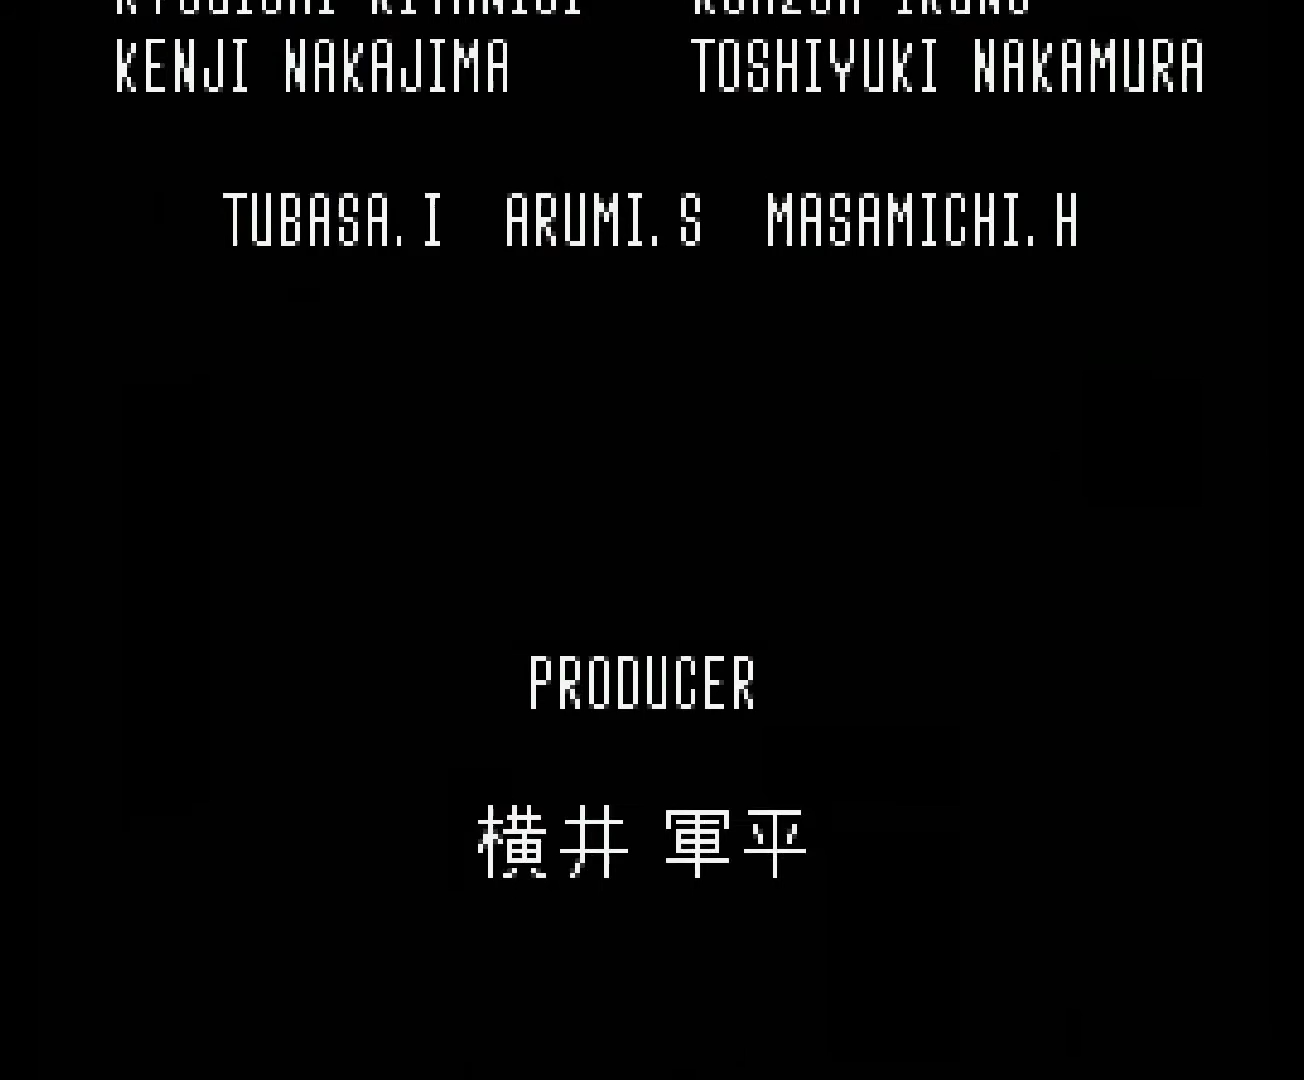 KENJI NAKAJIMA TOSHIYUKI NAKAMURA
TUBASA.I ARUMI.S MASAMICHI.H
PRODUCER
横井 軍平